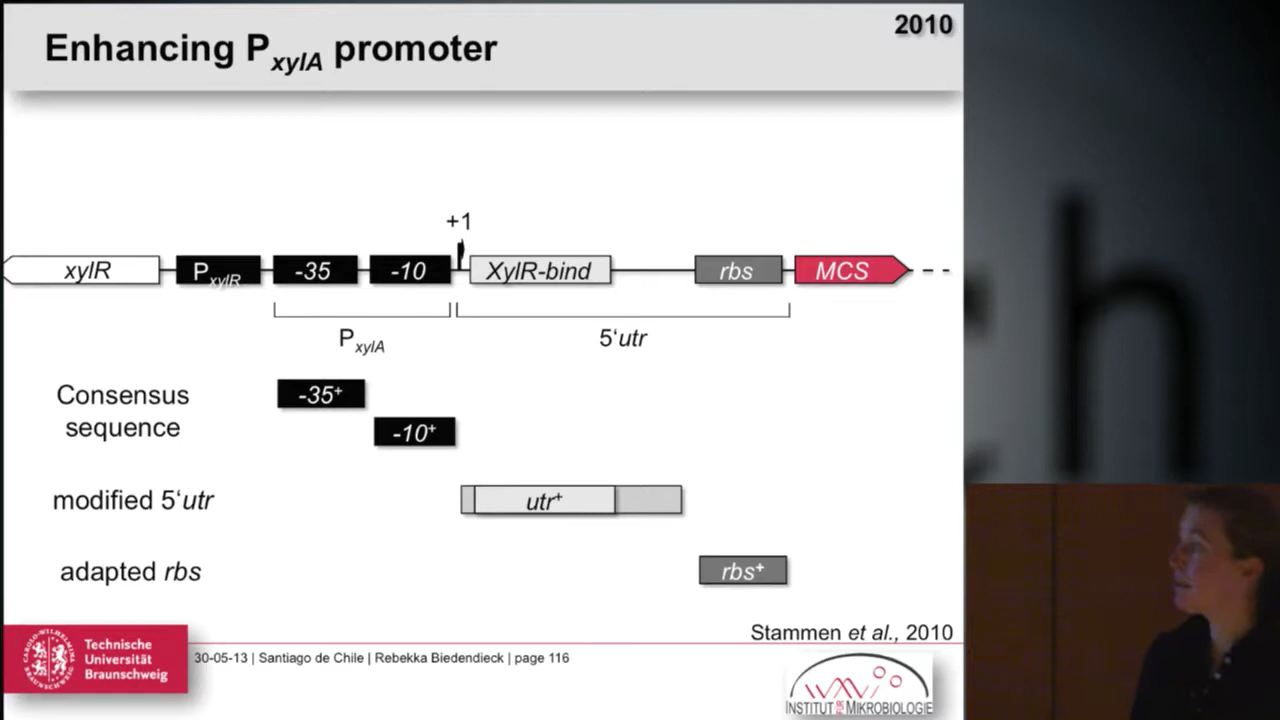 2010
Enhancing PxylA promoter
+1
xylR PxylR -35 -10 XylR-bind rbs MCS
PxylA 5‘utr
Consensus
sequence
-35+
-10+
modified 5‘utr
utr+
adapted rbs
rbs+
Stammen et al., 2010
Technische
Universität
Braunschweig
30-05-13 | Santiago de Chile | Rebekka Biedendieck | page 116
INSTITUT FÜR MIKROBIOLOGIE